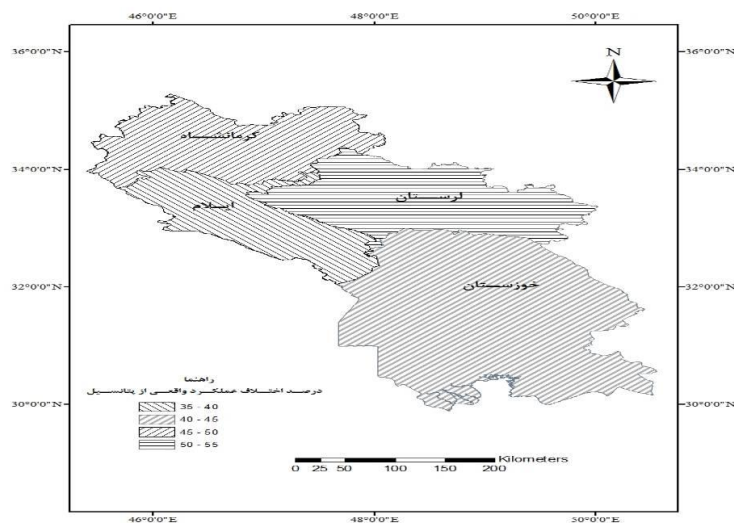 46°0'0"E 48°0'0"E 50°0'0"E
36°0'0"N 36°0'0"N
N
کرمانشاه
34°0'0"N 34°0'0"N
ایلام
لرستان
32°0'0"N 32°0'0"N
خوزستان
راهنما
درصد اختلاف عملکرد واقعی از پتانسیل
35 - 40
40 - 45
45 - 50
50 - 55
30°0'0"N 30°0'0"N
Kilometers
0 25 50 100 150 200
46°0'0"E 48°0'0"E 50°0'0"E